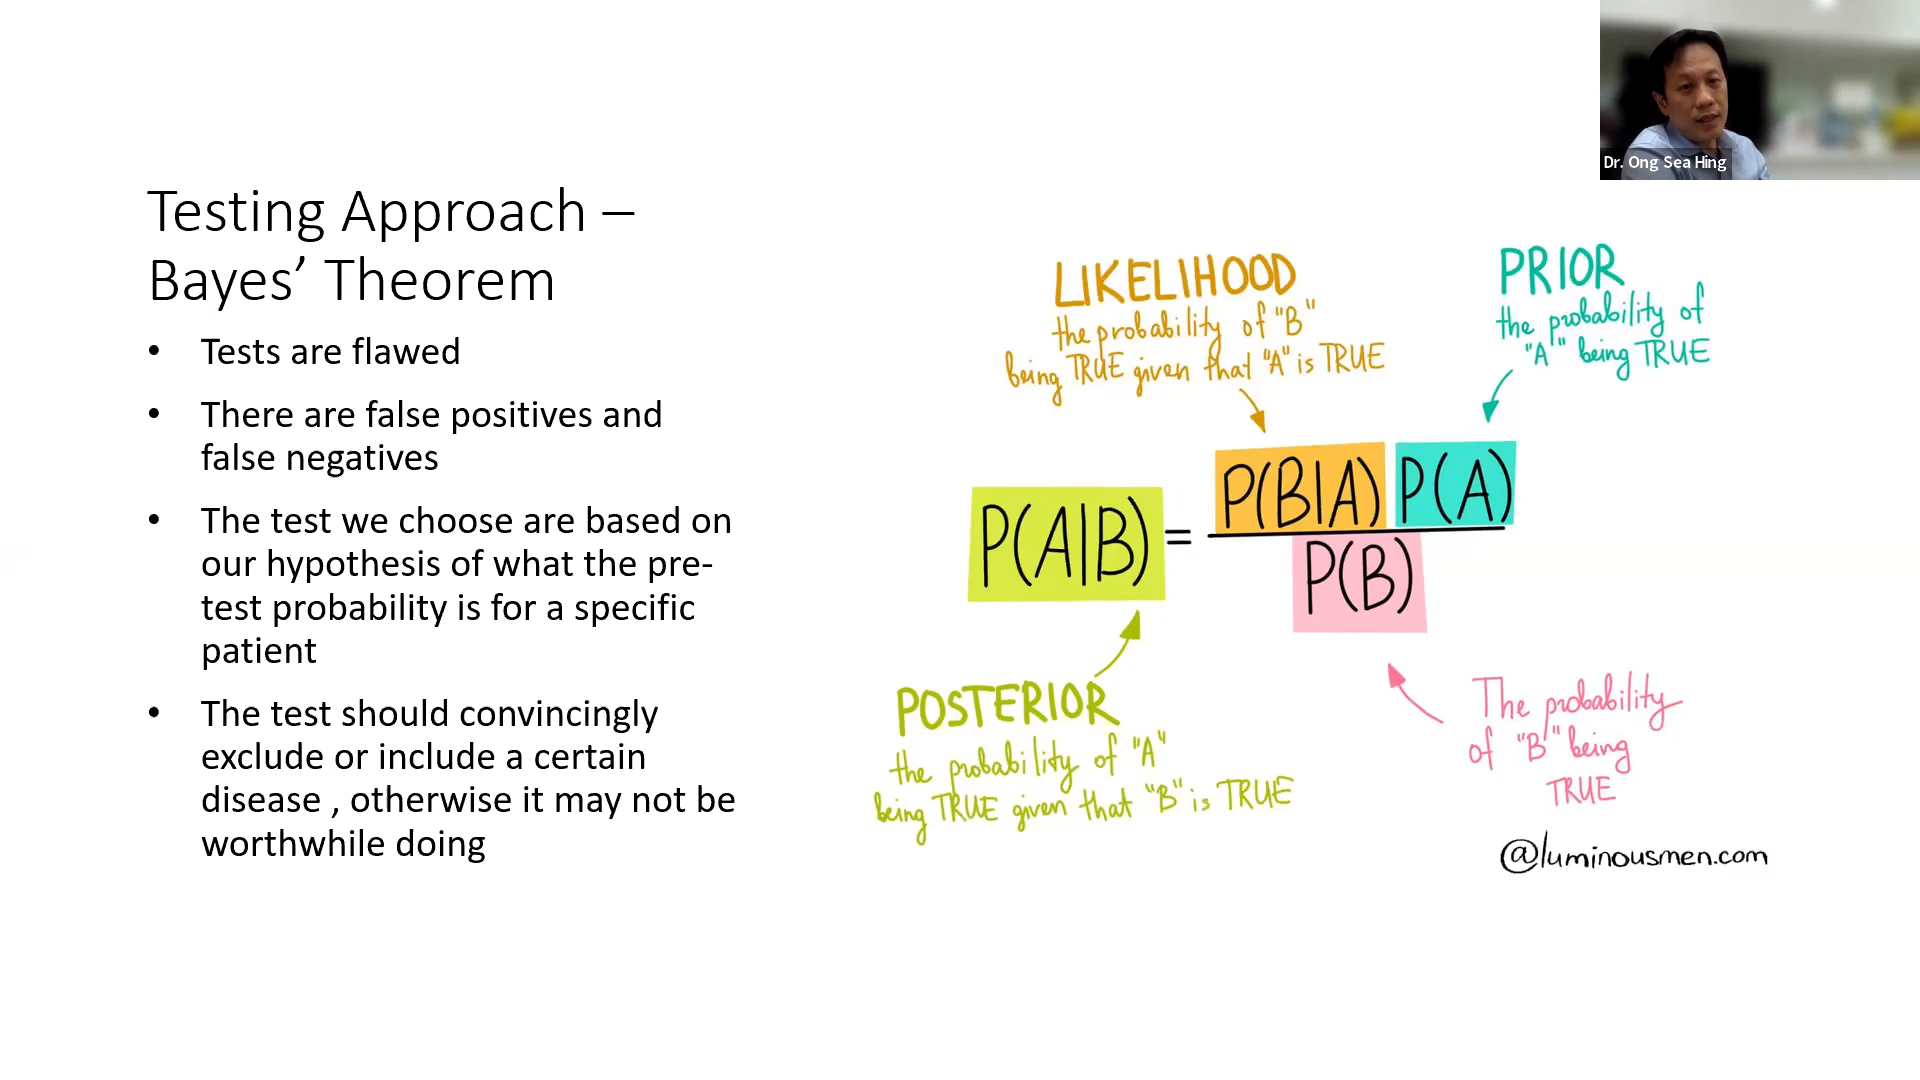 Dr. Ong Sea Hing
Testing Approach –
Bayes’ Theorem
• Tests are flawed
• There are false positives and
false negatives
• The test we choose are based on
our hypothesis of what the pre-
test probability is for a specific
patient
• The test should convincingly
exclude or include a certain
disease , otherwise it may not be
worthwhile doing
LIKELIHOOD
the probability of "B"
being TRUE given that "A" is TRUE
PRIOR
the probability of
"A" being TRUE
P(A|B) = P(B|A) P(A)
P(B)
POSTERIOR
the probability of "A"
being TRUE given that "B" is TRUE
The probability
of "B" being
TRUE
@luminousmen.com